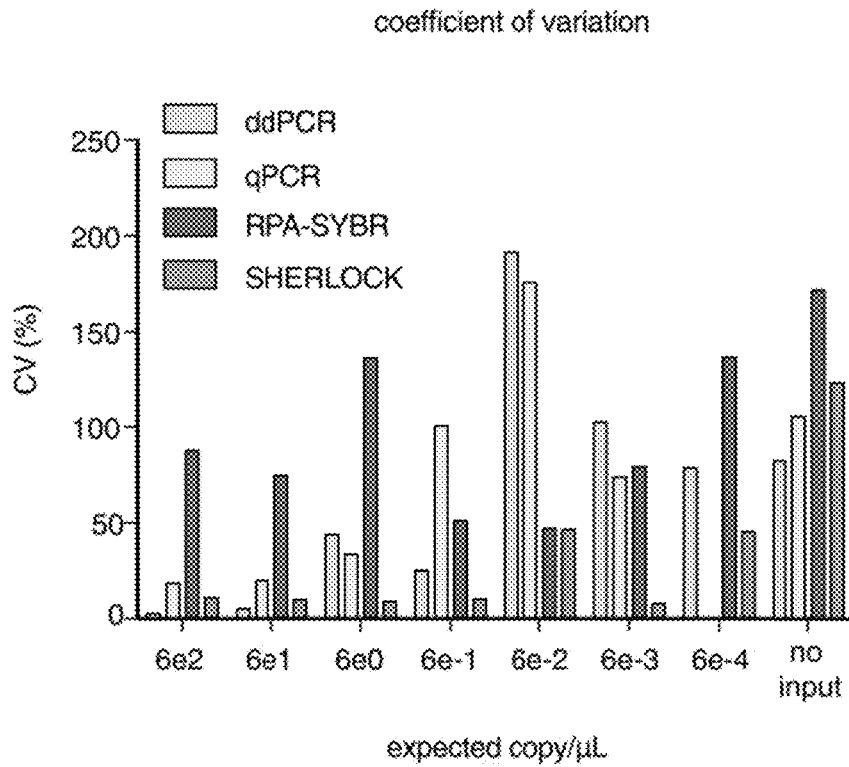 coefficient of variation
ddPCR
qPCR
RPA-SYBR
SHERLOCK
250
200
150
100
50
0
CV (%)
6e2 6e1 6e0 6e-1 6e-2 6e-3 6e-4 no input
expected copy/µL